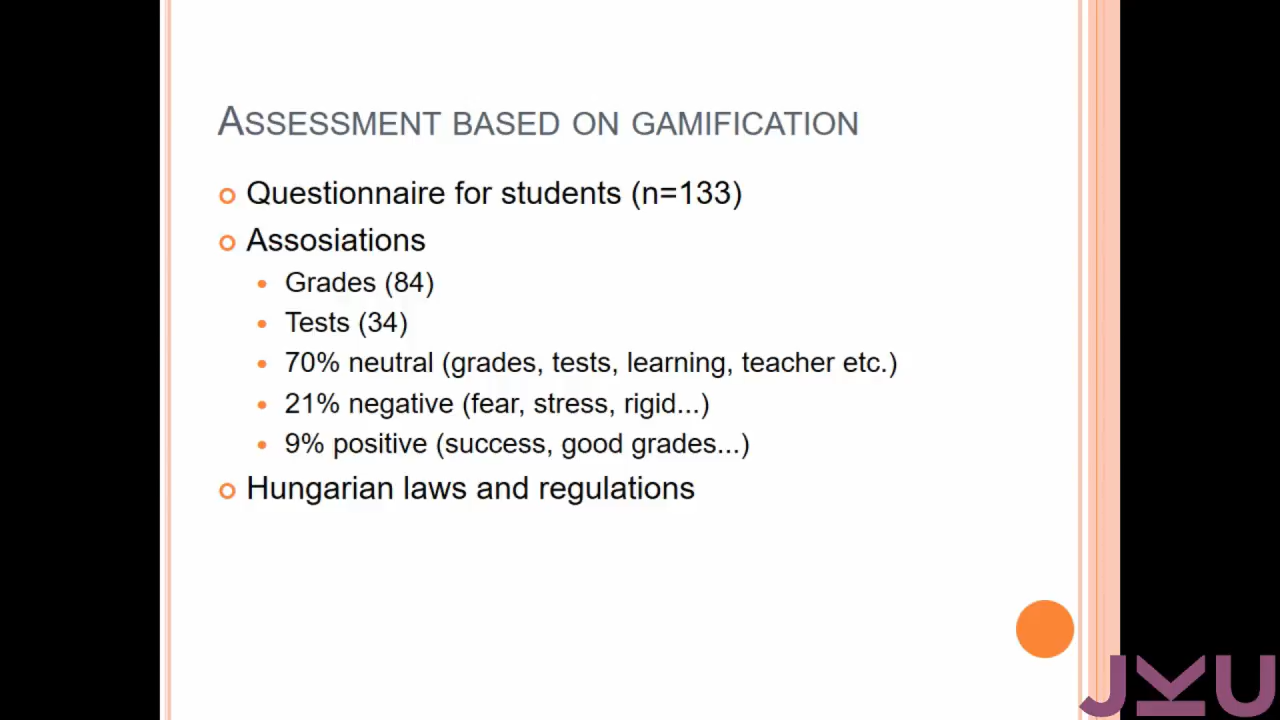 ASSESSMENT BASED ON GAMIFICATION
Questionnaire for students (n=133)
Assosiations
Grades (84)
Tests (34)
70% neutral (grades, tests, learning, teacher etc.)
21% negative (fear, stress, rigid...)
9% positive (success, good grades...)
Hungarian laws and regulations
JKU